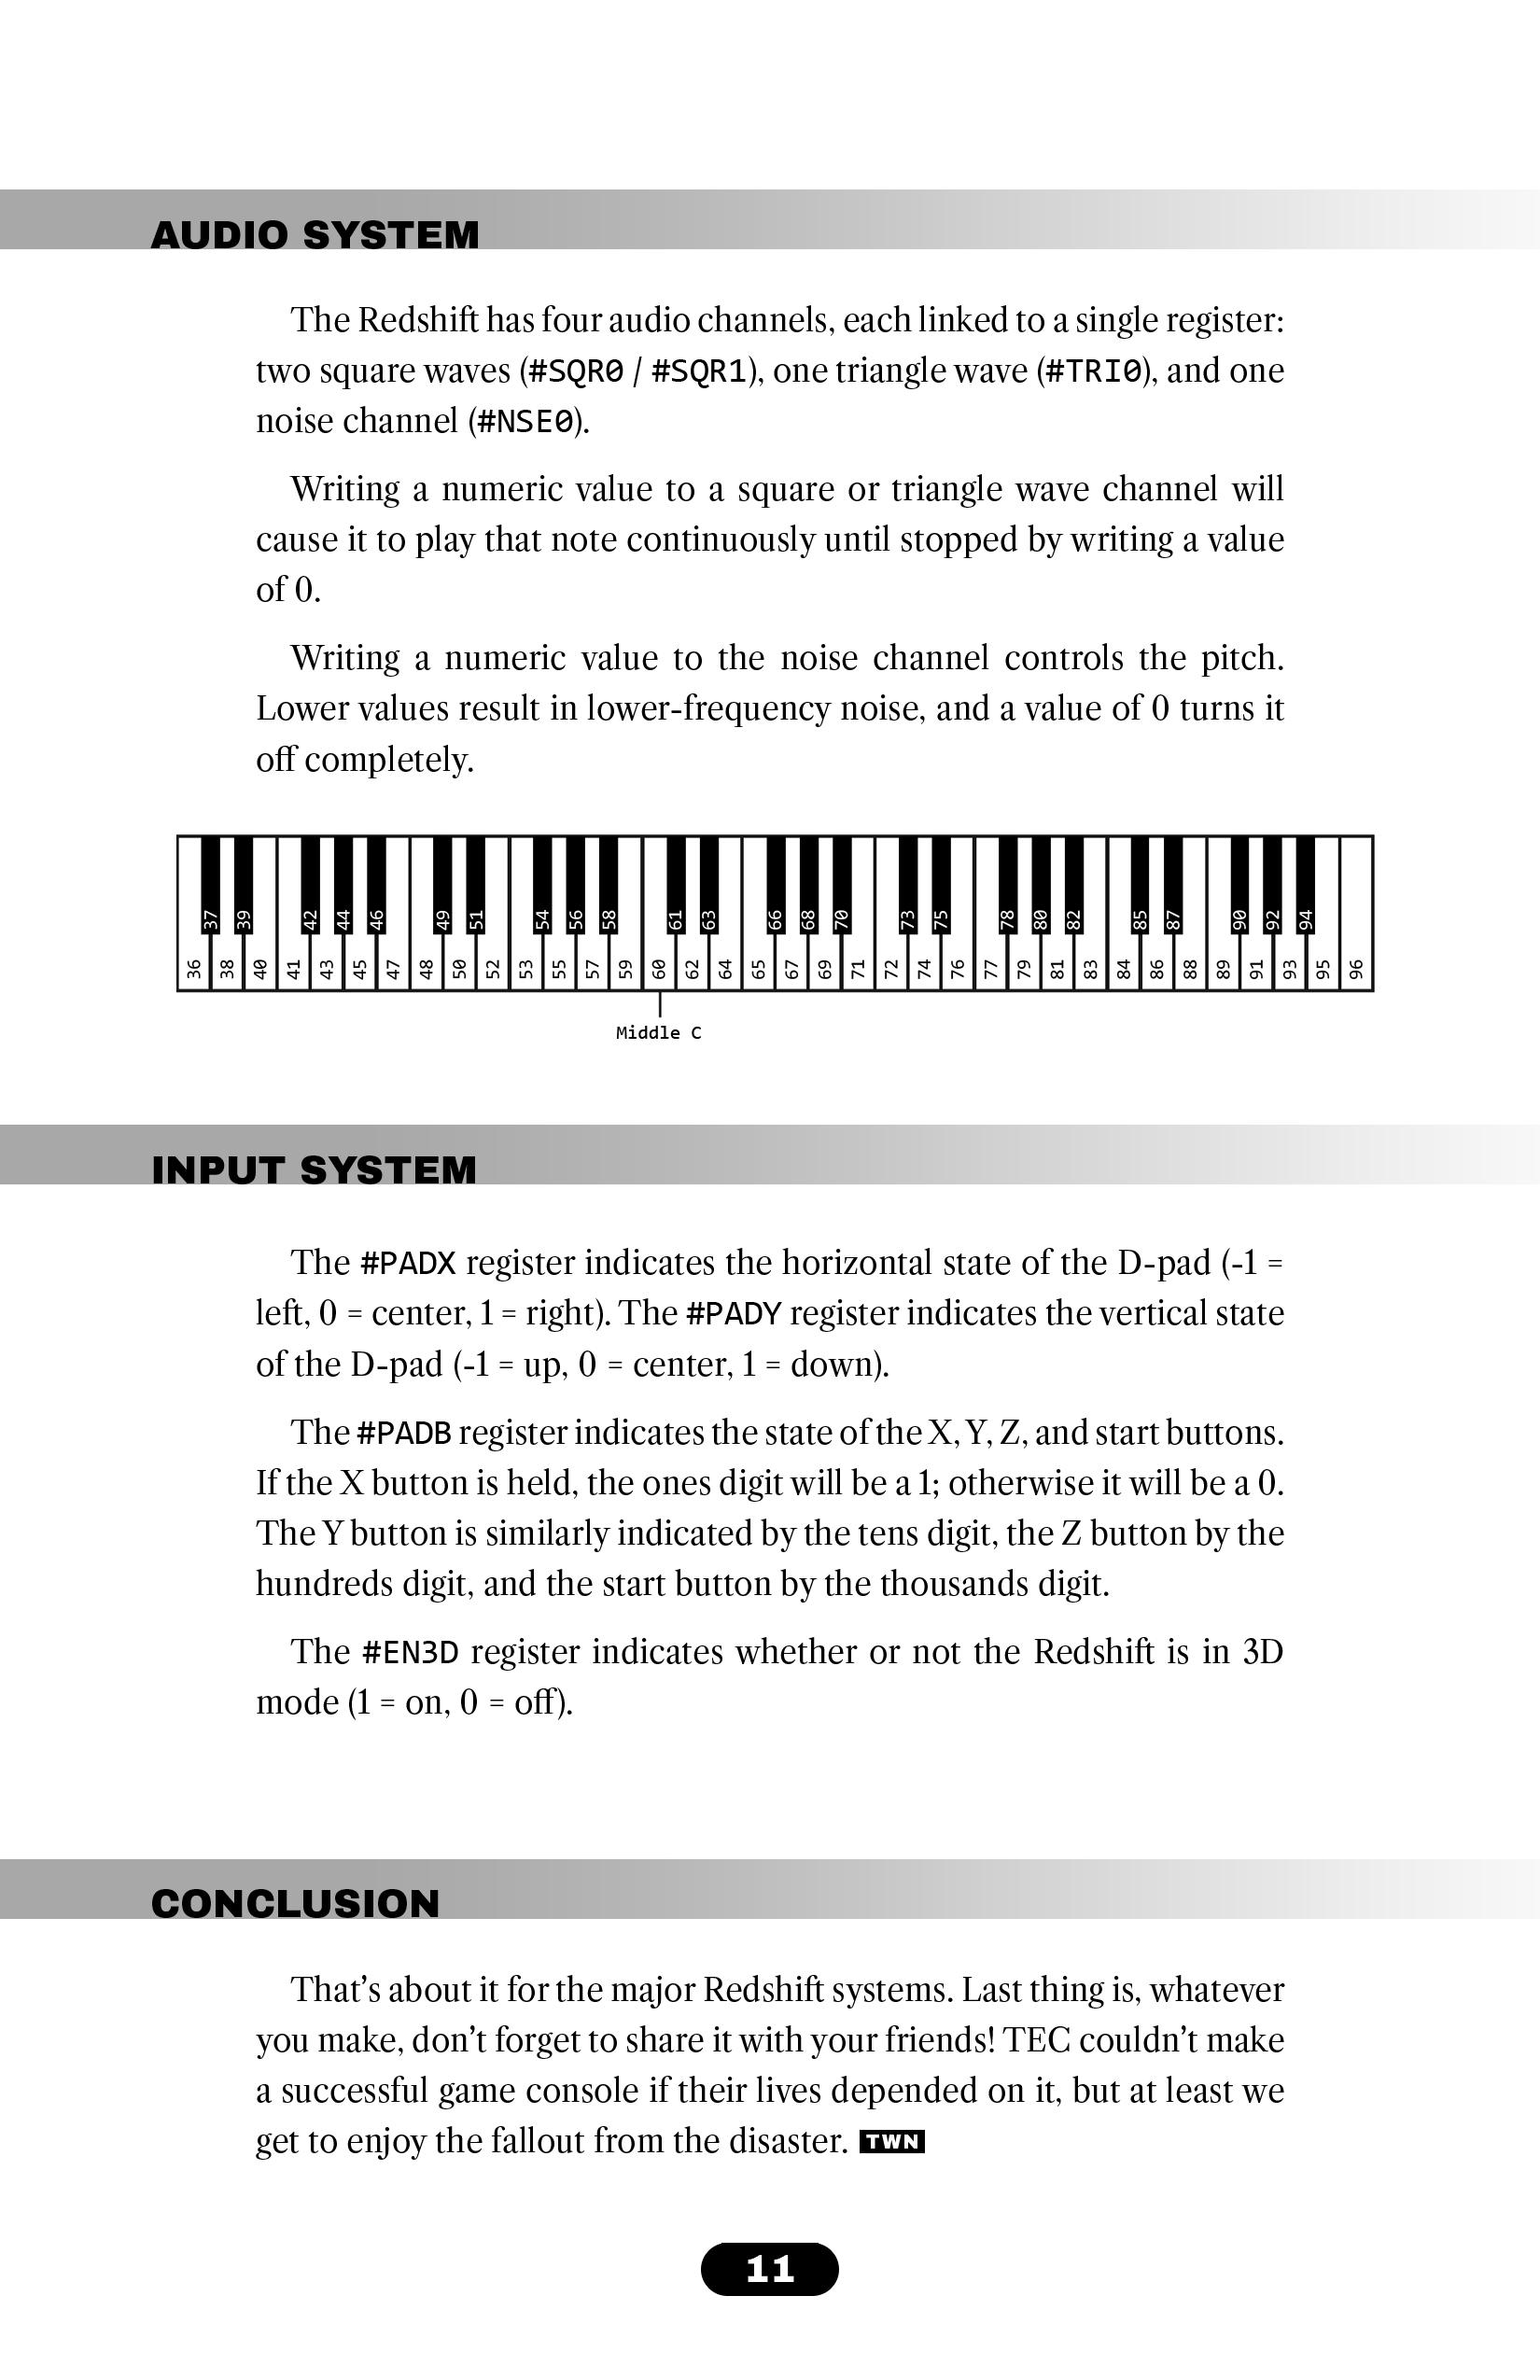 AUDIO SYSTEM
The Redshift has four audio channels, each linked to a single register:
two square waves (#SQR0 / #SQR1), one triangle wave (#TRI0), and one
noise channel (#NSE0).
Writing a numeric value to a square or triangle wave channel will
cause it to play that note continuously until stopped by writing a value
of 0.
Writing a numeric value to the noise channel controls the pitch.
Lower values result in lower-frequency noise, and a value of 0 turns it
off completely.
37 39 42 44 46 49 51 54 56 58 61 63 66 68 70 73 75 78 80 82 85 87 90 92 94
36 38 40 41 43 45 47 48 50 52 53 55 57 59 60 62 64 65 67 69 71 72 74 76 77 79 81 83 84 86 88 89 91 93 95 96
Middle C
INPUT SYSTEM
The #PADX register indicates the horizontal state of the D-pad (-1 =
left, 0 = center, 1 = right). The #PADY register indicates the vertical state
of the D-pad (-1 = up, 0 = center, 1 = down).
The #PADB register indicates the state of the X, Y, Z, and start buttons.
If the X button is held, the ones digit will be a 1; otherwise it will be a 0.
The Y button is similarly indicated by the tens digit, the Z button by the
hundreds digit, and the start button by the thousands digit.
The #EN3D register indicates whether or not the Redshift is in 3D
mode (1 = on, 0 = off).
CONCLUSION
That’s about it for the major Redshift systems. Last thing is, whatever
you make, don’t forget to share it with your friends! TEC couldn’t make
a successful game console if their lives depended on it, but at least we
get to enjoy the fallout from the disaster. TWN
11